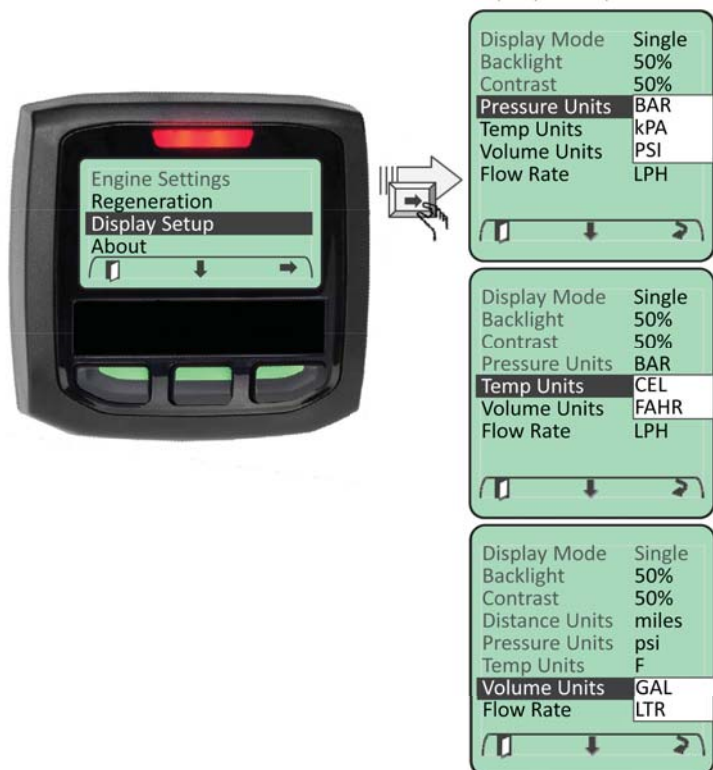 Engine Settings
Regeneration
Display Setup
About
Display Mode Single
Backlight 50%
Contrast 50%
Pressure Units BAR
Temp Units kPA
Volume Units PSI
Flow Rate LPH
Display Mode Single
Backlight 50%
Contrast 50%
Pressure Units BAR
Temp Units CEL
Volume Units FAHR
Flow Rate LPH
Display Mode Single
Backlight 50%
Contrast 50%
Distance Units miles
Pressure Units psi
Temp Units F
Volume Units GAL
Flow Rate LTR